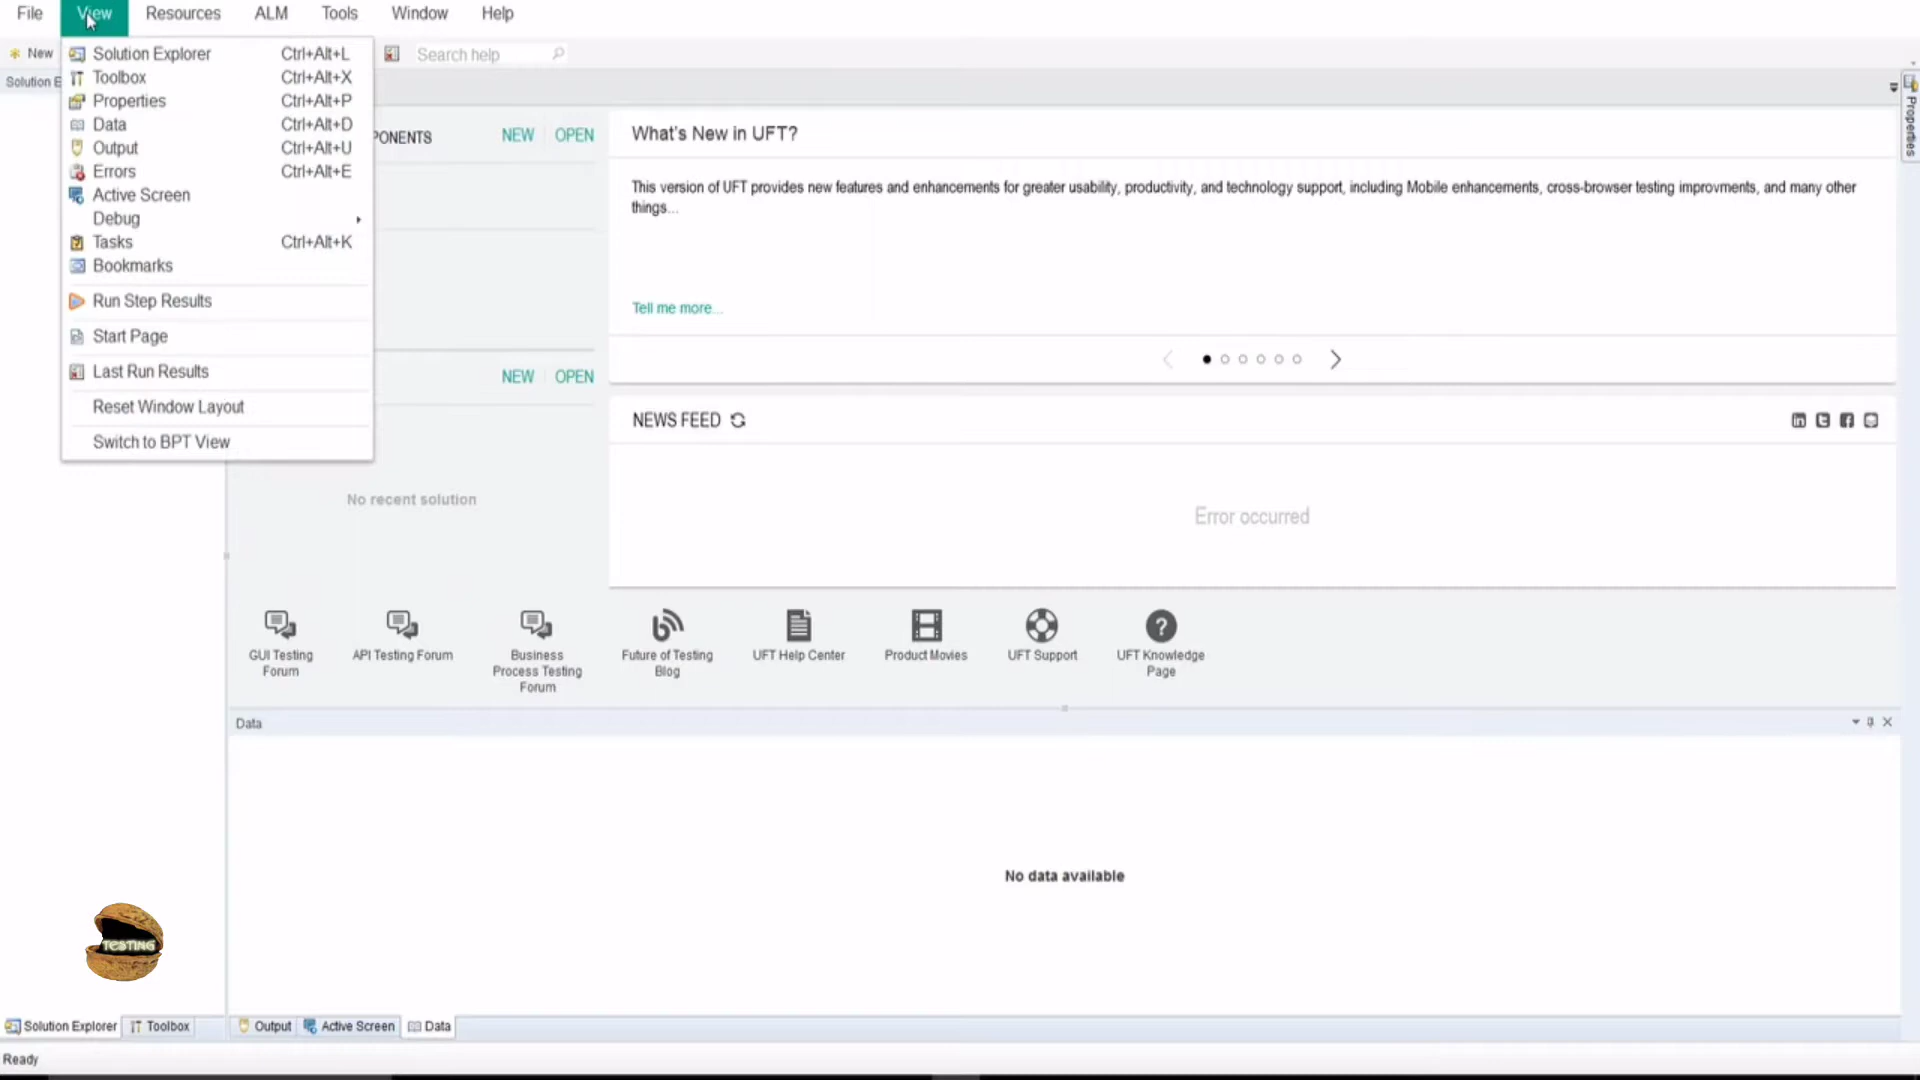 File View Resources ALM Tools Window Help
New
Search help
Solution E
Solution Explorer Ctrl+Alt+L
Toolbox Ctrl+Alt+X
Properties Ctrl+Alt+P
Data Ctrl+Alt+D
Output Ctrl+Alt+U
Errors Ctrl+Alt+E
Active Screen
Debug
Tasks Ctrl+Alt+K
Bookmarks
Run Step Results
Start Page
Last Run Results
Reset Window Layout
Switch to BPT View
PONENTS NEW OPEN
NEW OPEN
No recent solution
What's New in UFT?
This version of UFT provides new features and enhancements for greater usability, productivity, and technology support, including Mobile enhancements, cross-browser testing improvments, and many other
things...
Tell me more...
NEWS FEED
Error occurred
Properties
GUI Testing
Forum
API Testing Forum
Business
Process Testing
Forum
Future of Testing
Blog
UFT Help Center
Product Movies
UFT Support
UFT Knowledge
Page
Data
No data available
TESTING
Solution Explorer Toolbox Output Active Screen Data
Ready